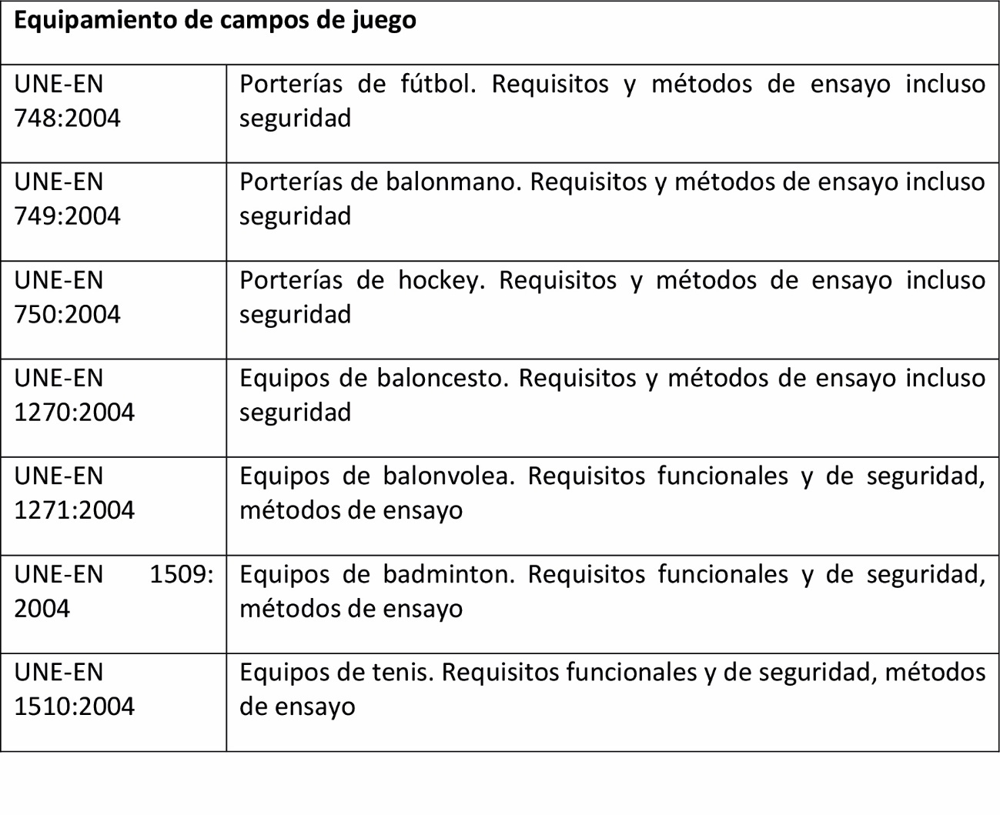 Equipamiento de campos de juego
UNE-EN
748:2004
Porterías de fútbol. Requisitos y métodos de ensayo incluso
seguridad
UNE-EN
749:2004
Porterías de balonmano. Requisitos y métodos de ensayo incluso
seguridad
UNE-EN
750:2004
Porterías de hockey. Requisitos y métodos de ensayo incluso
seguridad
UNE-EN
1270:2004
Equipos de baloncesto. Requisitos y métodos de ensayo incluso
seguridad
UNE-EN
1271:2004
Equipos de balonvolea. Requisitos funcionales y de seguridad,
métodos de ensayo
UNE-EN 1509:
2004
Equipos de badminton. Requisitos funcionales y de seguridad,
métodos de ensayo
UNE-EN
1510:2004
Equipos de tenis. Requisitos funcionales y de seguridad, métodos
de ensayo